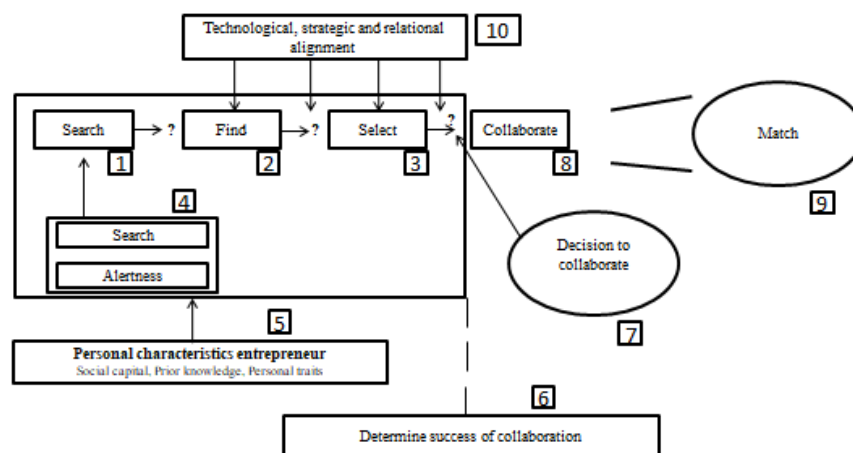 Technological, strategic and relational
alignment
10
Search
?
Find
?
Select
?
Collaborate
Match
1
2
3
8
4
9
Search
Alertness
Decision to
collaborate
5
7
Personal characteristics entrepreneur
Social capital, Prior knowledge, Personal traits
6
Determine success of collaboration